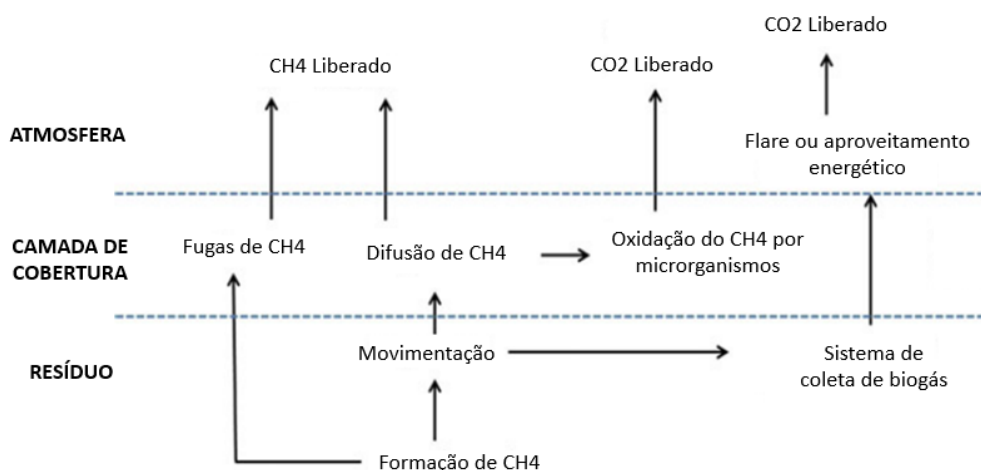 CO2 Liberado
CH4 Liberado
CO2 Liberado
ATMOSFERA
Flare ou aproveitamento
energético
CAMADA DE
COBERTURA
Fugas de CH4
Difusão de CH4
Oxidação do CH4 por
microrganismos
RESÍDUO
Movimentação
Sistema de
coleta de biogás
Formação de CH4